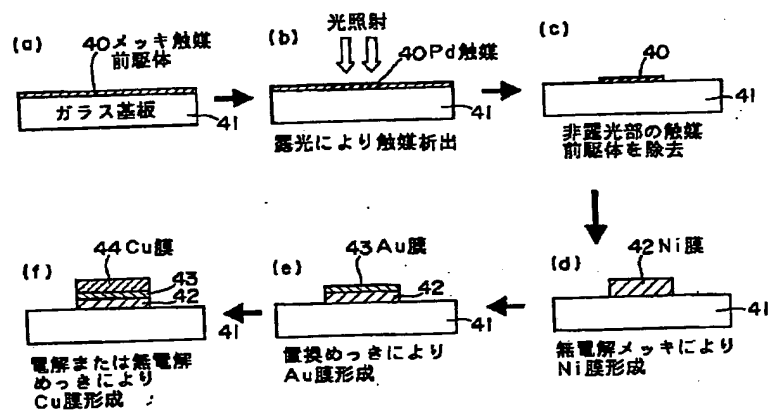 (a)
40メッキ触媒
前駆体
ガラス基板
41
(b)
光照射
40Pd触媒
41
露光により触媒析出
(c)
40
41
非露光部の触媒
前駆体を除去
(d)
42Ni膜
41
無電解メッキにより
Ni膜形成
(e)
43Au膜
42
41
置換めっきにより
Au膜形成
(f)
44Cu膜
43
42
41
電解または無電解
めっきにより
Cu膜形成